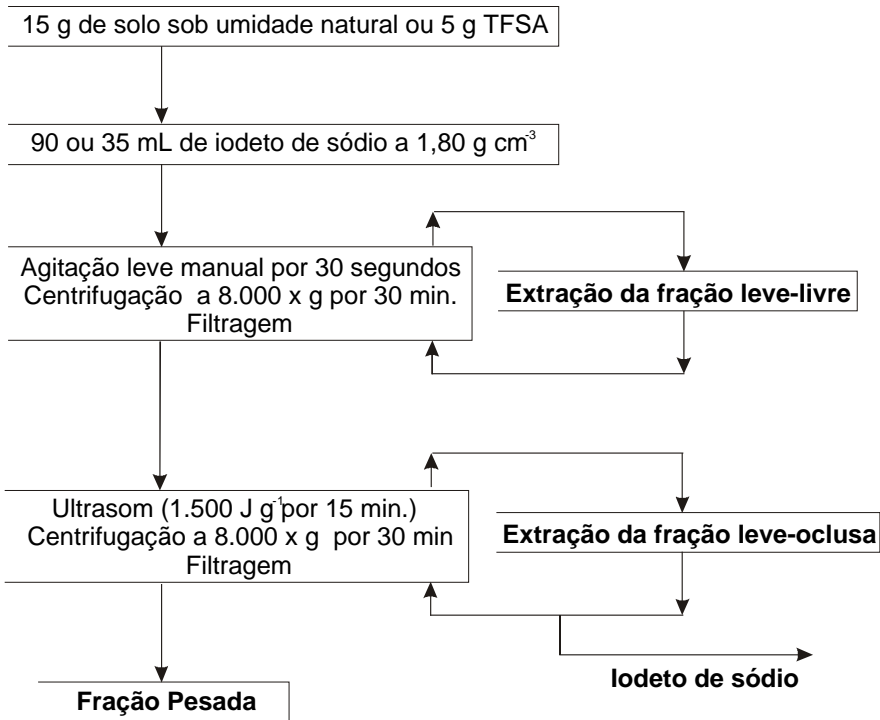 15 g de solo sob umidade natural ou 5 g TFSA
90 ou 35 mL de iodeto de sódio a 1,80 g cm⁻³
Agitação leve manual por 30 segundos
Centrifugação a 8.000 x g por 30 min.
Filtragem
Extração da fração leve-livre
Ultrasom (1.500 J g⁻¹ por 15 min.)
Centrifugação a 8.000 x g por 30 min
Filtragem
Extração da fração leve-oclusa
Iodeto de sódio
Fração Pesada